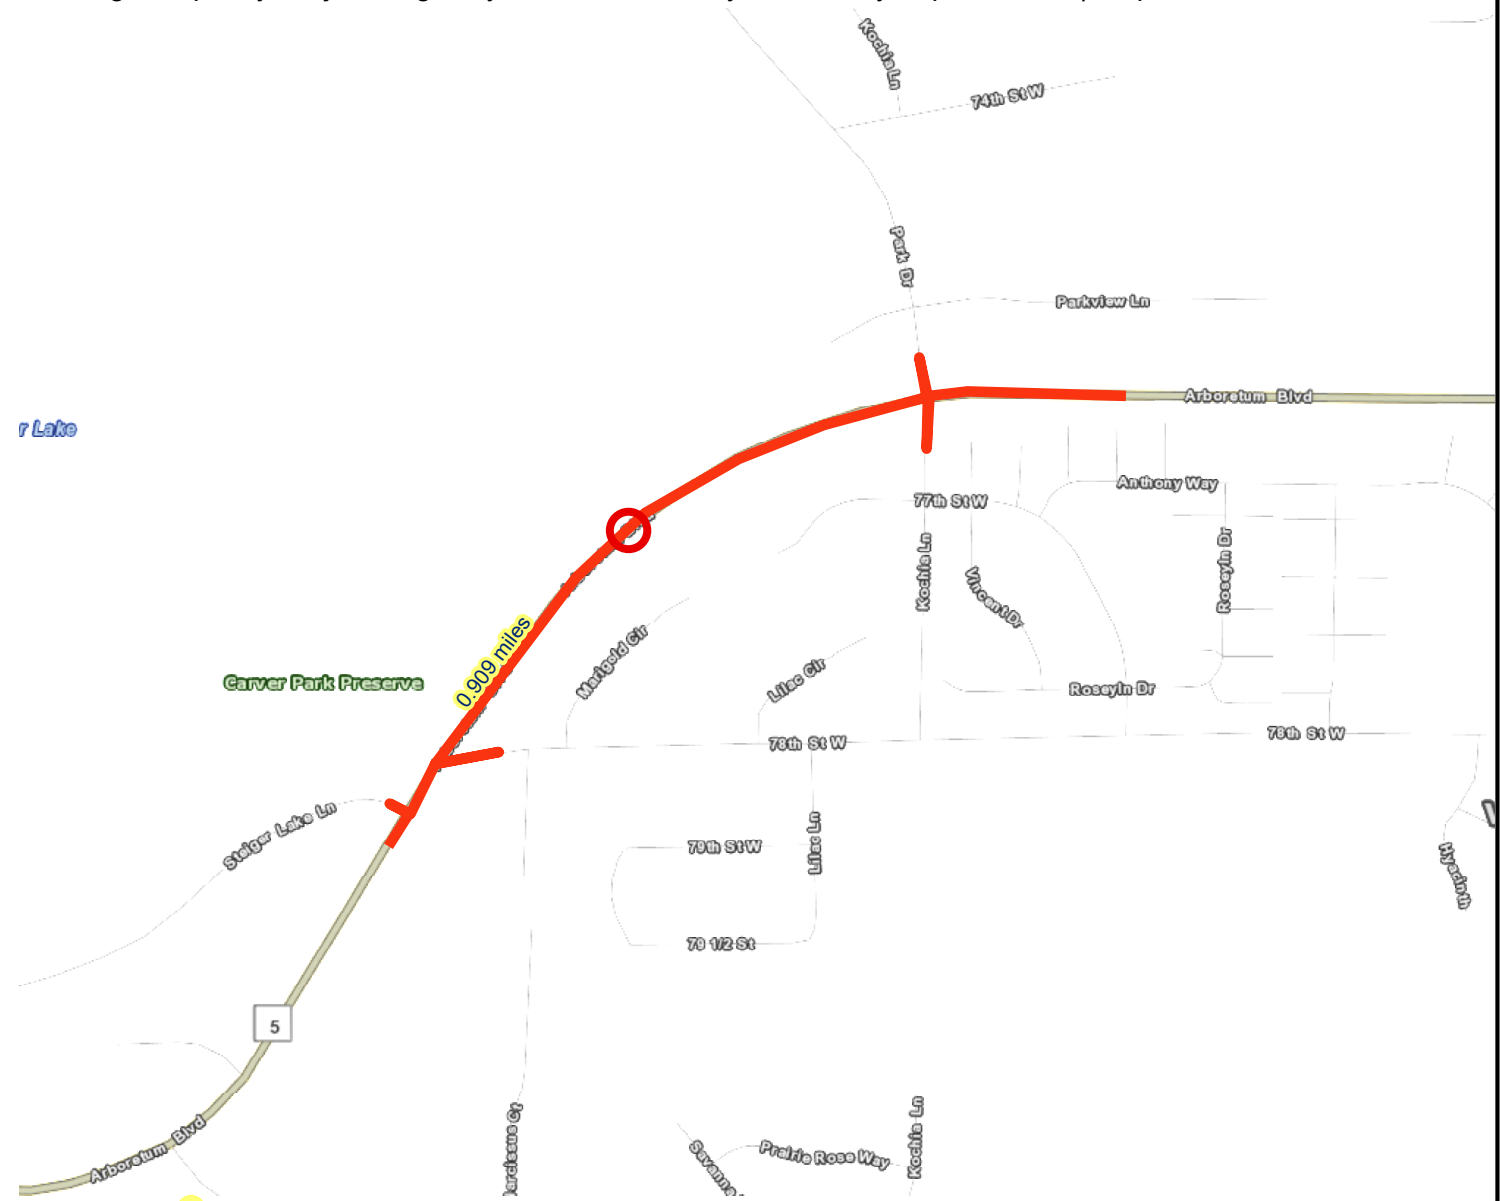 Kochia Ln
74th St W
Park Dr
Parkview Ln
Arboretum Blvd
r Lake
Anthony Way
77th St W
Kochia Ln
Vincent Dr
Roseyln Dr
0.909 miles
Marigold Cir
Lilac Cir
Carver Park Preserve
Roseyln Dr
78th St W
78th St W
Steiger Lake Ln
79th St W
Lilac Ln
Hyacinth
79 1/2 St
5
Arboretum Blvd
arcissus Ct
Savanna
Prairie Rose Way
Kochia Ln